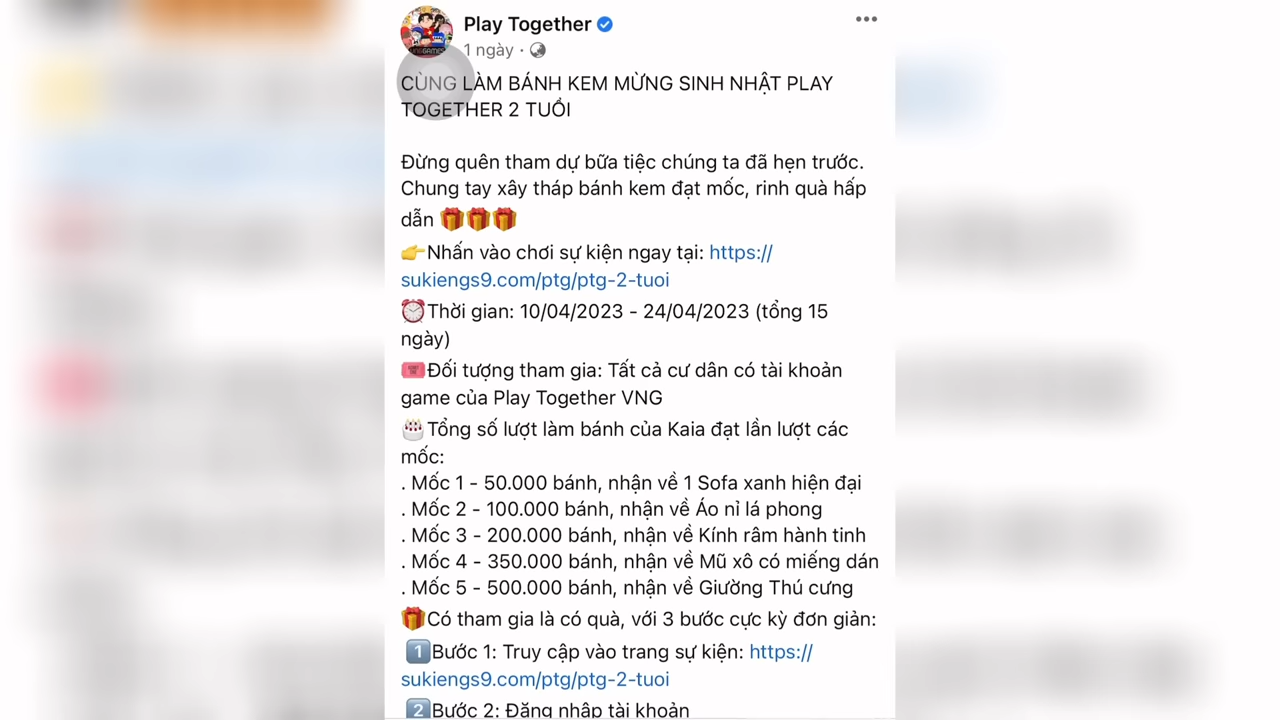 Play Together
1 ngày ·
CÙNG LÀM BÁNH KEM MỪNG SINH NHẬT PLAY
TOGETHER 2 TUỔI
Đừng quên tham dự bữa tiệc chúng ta đã hẹn trước.
Chung tay xây tháp bánh kem đạt mốc, rinh quà hấp
dẫn 🎁🎁🎁
👉Nhấn vào chơi sự kiện ngay tại: https://
sukiengs9.com/ptg/ptg-2-tuoi
⏰Thời gian: 10/04/2023 - 24/04/2023 (tổng 15
ngày)
🎟Đối tượng tham gia: Tất cả cư dân có tài khoản
game của Play Together VNG
🎂Tổng số lượt làm bánh của Kaia đạt lần lượt các
mốc:
. Mốc 1 - 50.000 bánh, nhận về 1 Sofa xanh hiện đại
. Mốc 2 - 100.000 bánh, nhận về Áo nỉ lá phong
. Mốc 3 - 200.000 bánh, nhận về Kính râm hành tinh
. Mốc 4 - 350.000 bánh, nhận về Mũ xô có miếng dán
. Mốc 5 - 500.000 bánh, nhận về Giường Thú cưng
🎁Có tham gia là có quà, với 3 bước cực kỳ đơn giản:
1️⃣Bước 1: Truy cập vào trang sự kiện: https://
sukiengs9.com/ptg/ptg-2-tuoi
2️⃣Bước 2: Đăng nhập tài khoản